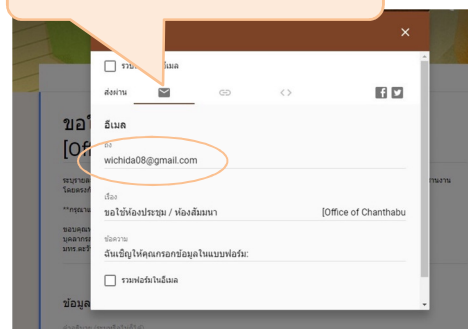 อีเมล
ส่งผ่าน
ขอ
[Of
อีเมล
ถึง
wichida08@gmail.com
เรื่อง
ขอใช้ห้องประชุม / ห้องสัมมนา [Office of Chanthabu
ข้อความ
ฉันเชิญให้คุณกรอกข้อมูลในแบบฟอร์ม:
รวมฟอร์มในอีเมล
ข้อมูล